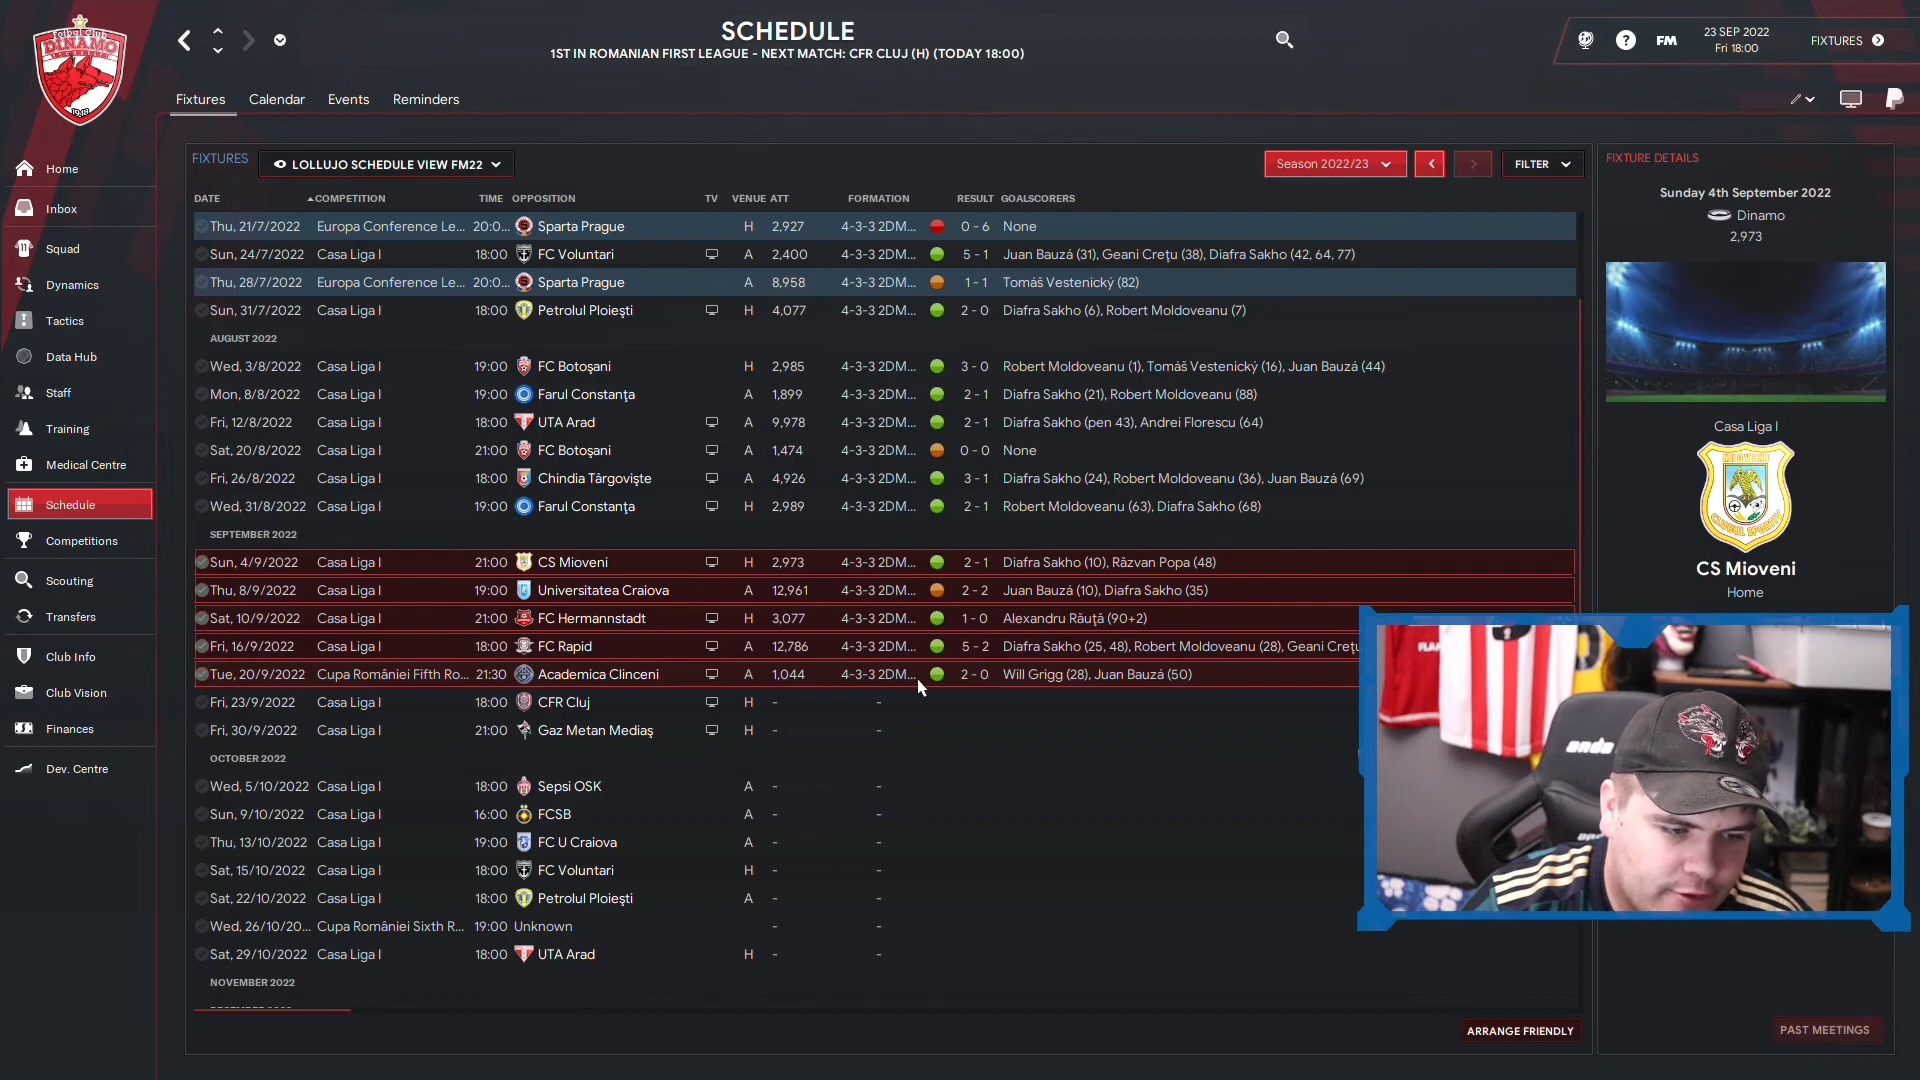 SCHEDULE
1ST IN ROMANIAN FIRST LEAGUE - NEXT MATCH: CFR CLUJ (H) (TODAY 18:00)
FM
23 SEP 2022
Fri 18:00
FIXTURES
DINAMO
1948
Fixtures Calendar Events Reminders
Home
Inbox
Squad
Dynamics
Tactics
Data Hub
Staff
Training
Medical Centre
Schedule
Competitions
Scouting
Transfers
Club Info
Club Vision
Finances
Dev. Centre
FIXTURES LOLLUJO SCHEDULE VIEW FM22 Season 2022/23 FILTER
DATE COMPETITION TIME OPPOSITION TV VENUE ATT FORMATION RESULT GOALSCORERS
Thu, 21/7/2022 Europa Conference Le... 20:0... Sparta Prague H 2,927 4-3-3 2DM... 0 - 6 None
Sun, 24/7/2022 Casa Liga I 18:00 FC Voluntari A 2,400 4-3-3 2DM... 5 - 1 Juan Bauzá (31), Geani Crețu (38), Diafra Sakho (42, 64, 77)
Thu, 28/7/2022 Europa Conference Le... 20:0... Sparta Prague A 8,958 4-3-3 2DM... 1 - 1 Tomáš Vestenický (82)
Sun, 31/7/2022 Casa Liga I 18:00 Petrolul Ploiești H 4,077 4-3-3 2DM... 2 - 0 Diafra Sakho (6), Robert Moldoveanu (7)
AUGUST 2022
Wed, 3/8/2022 Casa Liga I 19:00 FC Botoșani H 2,985 4-3-3 2DM... 3 - 0 Robert Moldoveanu (1), Tomáš Vestenický (16), Juan Bauzá (44)
Mon, 8/8/2022 Casa Liga I 19:00 Farul Constanța A 1,899 4-3-3 2DM... 2 - 1 Diafra Sakho (21), Robert Moldoveanu (88)
Fri, 12/8/2022 Casa Liga I 18:00 UTA Arad A 9,978 4-3-3 2DM... 2 - 1 Diafra Sakho (pen 43), Andrei Florescu (64)
Sat, 20/8/2022 Casa Liga I 21:00 FC Botoșani A 1,474 4-3-3 2DM... 0 - 0 None
Fri, 26/8/2022 Casa Liga I 18:00 Chindia Târgoviște A 4,926 4-3-3 2DM... 3 - 1 Diafra Sakho (24), Robert Moldoveanu (36), Juan Bauzá (69)
Wed, 31/8/2022 Casa Liga I 19:00 Farul Constanța H 2,989 4-3-3 2DM... 2 - 1 Robert Moldoveanu (63), Diafra Sakho (68)
SEPTEMBER 2022
Sun, 4/9/2022 Casa Liga I 21:00 CS Mioveni H 2,973 4-3-3 2DM... 2 - 1 Diafra Sakho (10), Răzvan Popa (48)
Thu, 8/9/2022 Casa Liga I 19:00 Universitatea Craiova A 12,961 4-3-3 2DM... 2 - 2 Juan Bauzá (10), Diafra Sakho (35)
Sat, 10/9/2022 Casa Liga I 21:00 FC Hermannstadt H 3,077 4-3-3 2DM... 1 - 0 Alexandru Răuță (90+2)
Fri, 16/9/2022 Casa Liga I 18:00 FC Rapid A 12,786 4-3-3 2DM... 5 - 2 Diafra Sakho (25, 48), Robert Moldoveanu (28), Geani Crețu
Tue, 20/9/2022 Cupa României Fifth Ro... 21:30 Academica Clinceni A 1,044 4-3-3 2DM... 2 - 0 Will Grigg (28), Juan Bauzá (50)
Fri, 23/9/2022 Casa Liga I 18:00 CFR Cluj H - -
Fri, 30/9/2022 Casa Liga I 21:00 Gaz Metan Mediaș H - -
OCTOBER 2022
Wed, 5/10/2022 Casa Liga I 18:00 Sepsi OSK A - -
Sun, 9/10/2022 Casa Liga I 16:00 FCSB A - -
Thu, 13/10/2022 Casa Liga I 19:00 FC U Craiova A - -
Sat, 15/10/2022 Casa Liga I 18:00 FC Voluntari H - -
Sat, 22/10/2022 Casa Liga I 18:00 Petrolul Ploiești A - -
Wed, 26/10/20... Cupa României Sixth R... 19:00 Unknown - -
Sat, 29/10/2022 Casa Liga I 18:00 UTA Arad H - -
NOVEMBER 2022
ARRANGE FRIENDLY
FIXTURE DETAILS
Sunday 4th September 2022
Dinamo
2,973
Casa Liga I
MIOVENI
CLUBUL SPORTIV
CS Mioveni
Home
anda
PAST MEETINGS